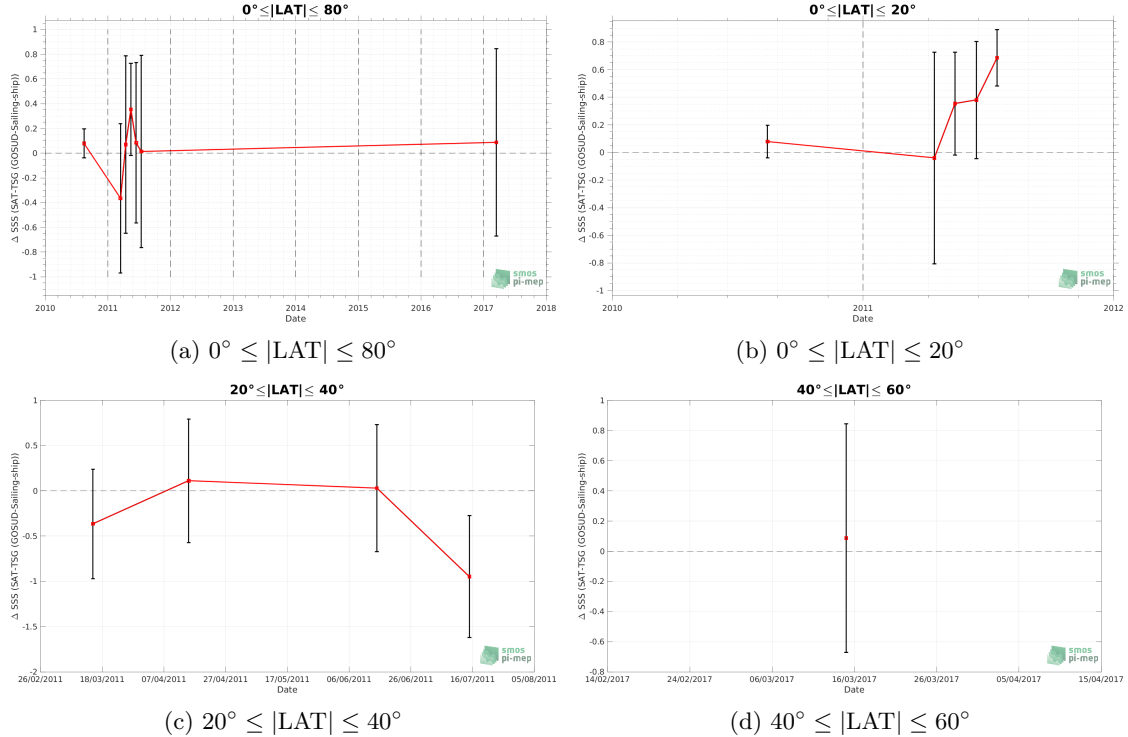 0°≤|LAT|≤ 80°
Δ SSS (SAT-TSG (GOSUD-Sailing-ship))
1
0.8
0.6
0.4
0.2
0
-0.2
-0.4
-0.6
-0.8
-1
2010 2011 2012 2013 2014 2015 2016 2017 2018
Date
smos
pi-mep
(a) 0° ≤ |LAT| ≤ 80°
0°≤|LAT|≤ 20°
Δ SSS (SAT-TSG (GOSUD-Sailing-ship))
0.8
0.6
0.4
0.2
0
-0.2
-0.4
-0.6
-0.8
-1
2010 2011 2012
Date
smos
pi-mep
(b) 0° ≤ |LAT| ≤ 20°
20°≤|LAT|≤ 40°
Δ SSS (SAT-TSG (GOSUD-Sailing-ship))
1
0.5
0
-0.5
-1
-1.5
-2
26/02/2011 18/03/2011 07/04/2011 27/04/2011 17/05/2011 06/06/2011 26/06/2011 16/07/2011 05/08/2011
Date
smos
pi-mep
(c) 20° ≤ |LAT| ≤ 40°
40°≤|LAT|≤ 60°
Δ SSS (SAT-TSG (GOSUD-Sailing-ship))
1
0.8
0.6
0.4
0.2
0
-0.2
-0.4
-0.6
-0.8
14/02/2017 24/02/2017 06/03/2017 16/03/2017 26/03/2017 05/04/2017 15/04/2017
Date
smos
pi-mep
(d) 40° ≤ |LAT| ≤ 60°